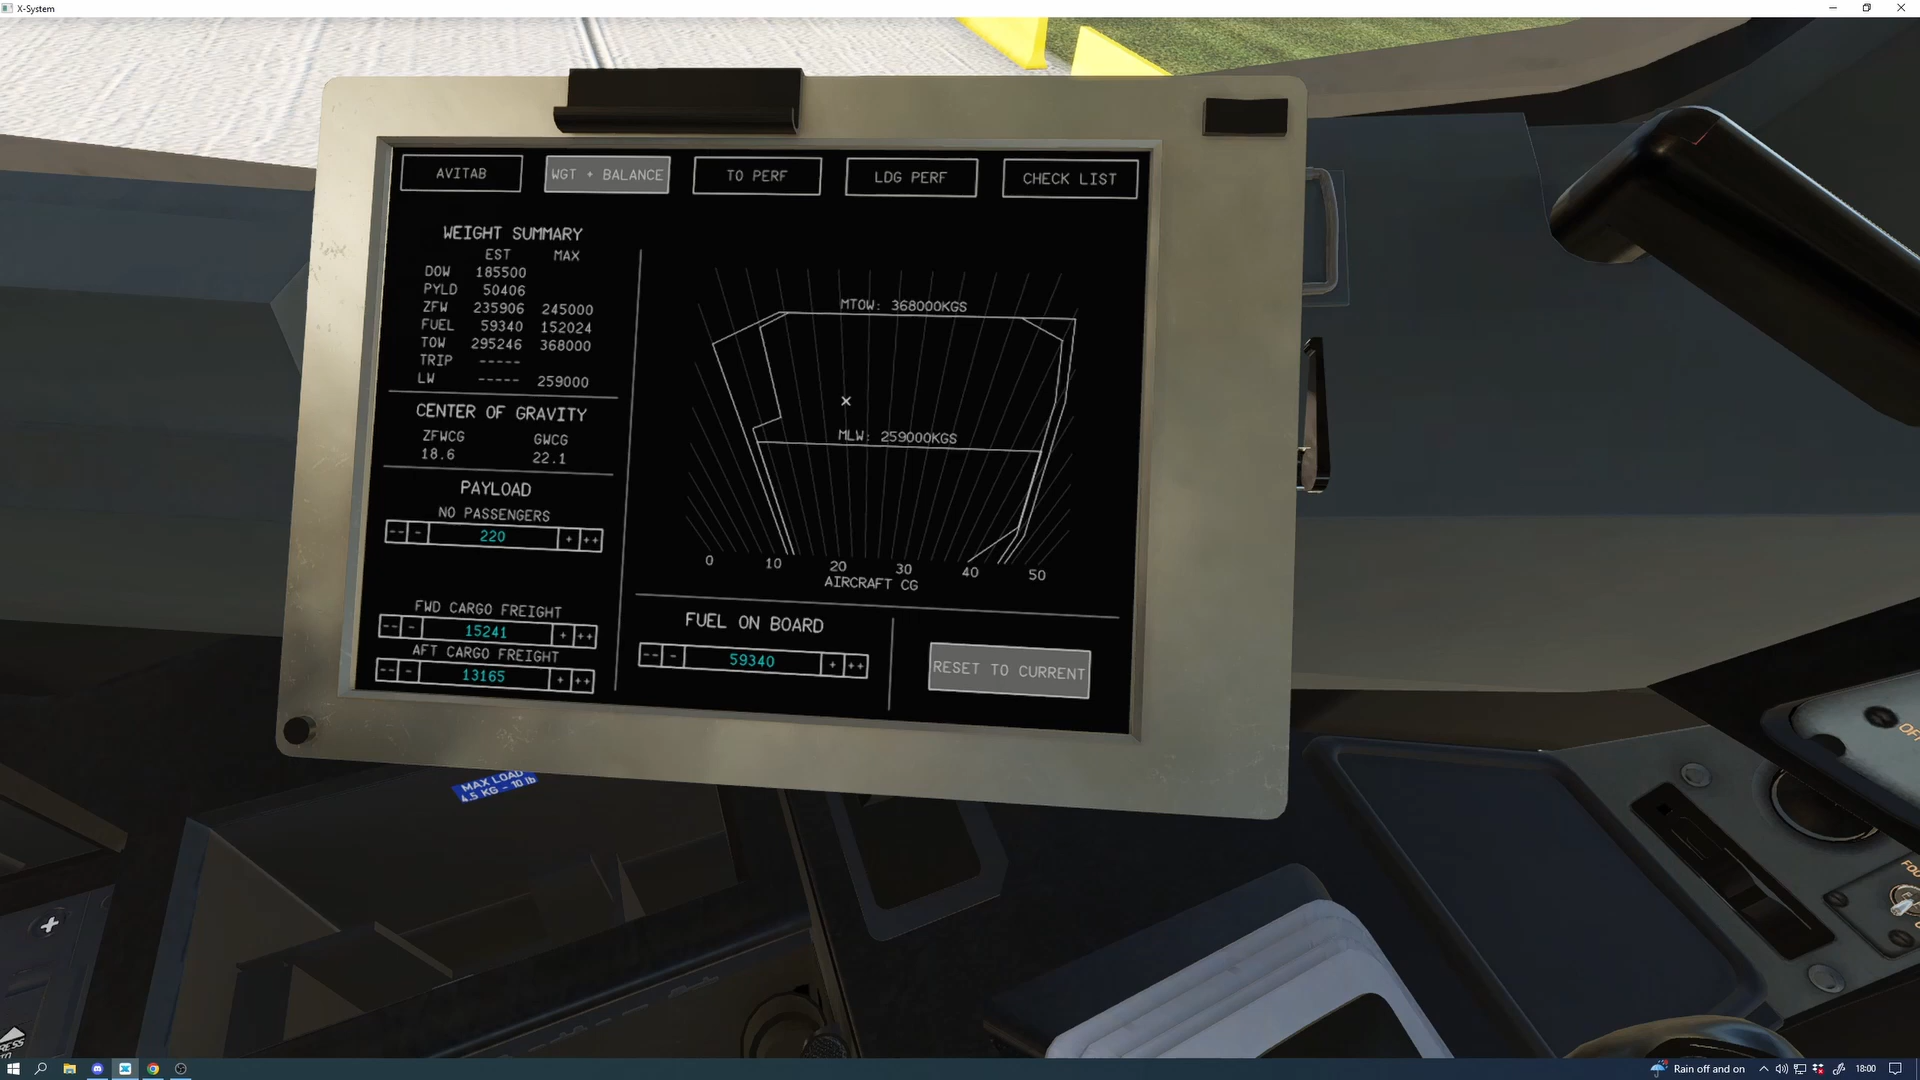 X-System
AVITAB
WGT + BALANCE
TO PERF
LDG PERF
CHECK LIST
WEIGHT SUMMARY
EST MAX
DOW 185500
PYLD 50406
ZFW 235906 245000
FUEL 59340 152024
TOW 295246 368000
TRIP -----
LW ----- 259000
CENTER OF GRAVITY
ZFWCG GWCG
18.6 22.1
PAYLOAD
NO PASSENGERS
-- - 220 + ++
FWD CARGO FREIGHT
-- - 15241 + ++
AFT CARGO FREIGHT
-- - 13165 + ++
MTOW: 368000KGS
MLW: 259000KGS
0 10 20 30 40 50
AIRCRAFT CG
FUEL ON BOARD
-- - 59340 + ++
RESET TO CURRENT
MAX LOAD
4.5 KG - 10 lb
Rain off and on
18:00